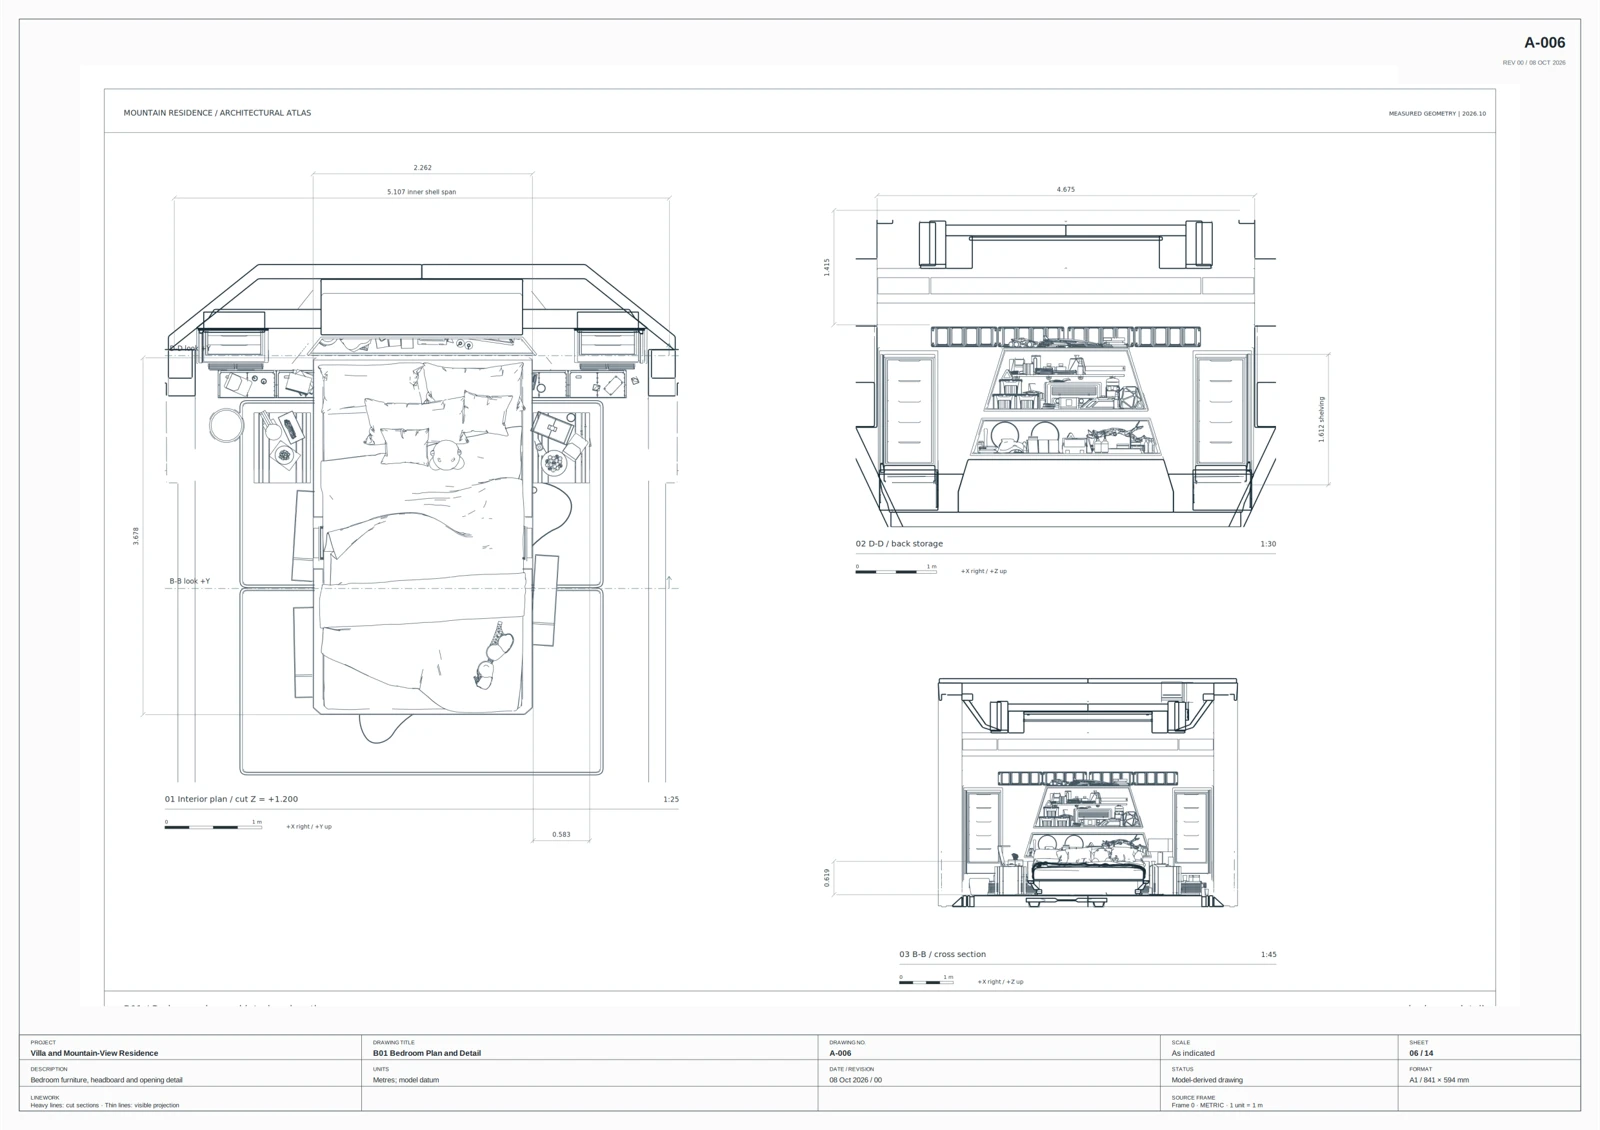 A-006
REV 00 / 08 OCT 2026
MOUNTAIN RESIDENCE / ARCHITECTURAL ATLAS
MEASURED GEOMETRY | 2026.10
2.262
5.107 inner shell span
look +Y
3.678
B-B look +Y
01 Interior plan / cut Z = +1.200
1:25
0
1 m
+X right / +Y up
0.583
4.675
1.415
1.612 shelving
02 D-D / back storage
1:30
0
1 m
+X right / +Z up
0.619
03 B-B / cross section
1:45
0
1 m
+X right / +Z up
PROJECT
Villa and Mountain-View Residence
DRAWING TITLE
B01 Bedroom Plan and Detail
DRAWING NO.
A-006
SCALE
As indicated
SHEET
06 / 14
DESCRIPTION
Bedroom furniture, headboard and opening detail
UNITS
Metres; model datum
DATE / REVISION
08 Oct 2026 / 00
STATUS
Model-derived drawing
FORMAT
A1 / 841 × 594 mm
LINEWORK
Heavy lines: cut sections · Thin lines: visible projection
SOURCE FRAME
Frame 0 · METRIC · 1 unit = 1 m